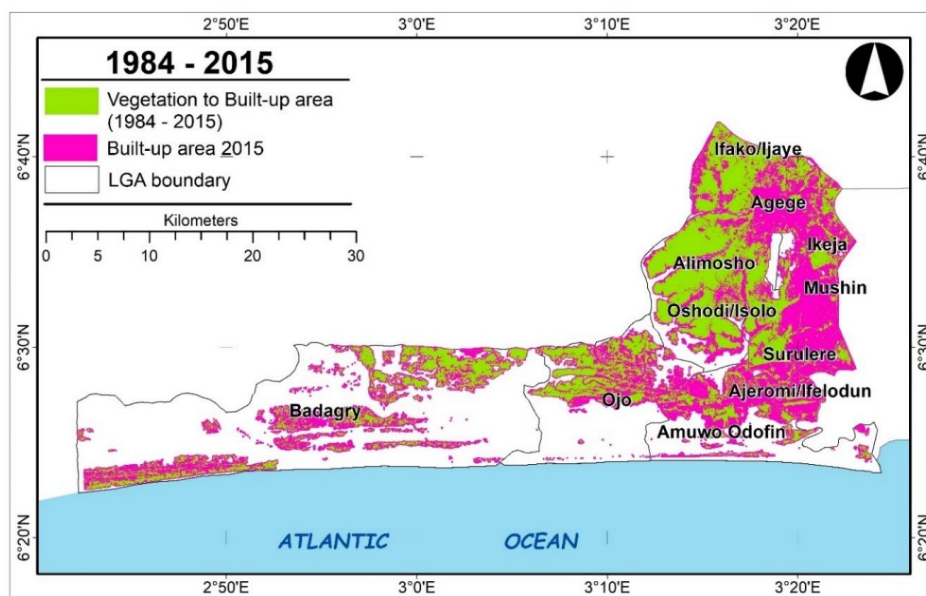 2°50'E 3°0'E 3°10'E 3°20'E
1984 - 2015
Vegetation to Built-up area
(1984 - 2015)
Built-up area 2015
LGA boundary
Kilometers
0 5 10 15 20 30
6°40'N 6°40'N
Ifako/Ijaye
Agege
Ikeja
Alimosho
Mushin
Oshodi/Isolo
6°30'N 6°30'N
Surulere
Ajeromi/Ifelodun
Ojo
Badagry
Amuwo Odofin
6°20'N 6°20'N
ATLANTIC OCEAN
2°50'E 3°0'E 3°10'E 3°20'E